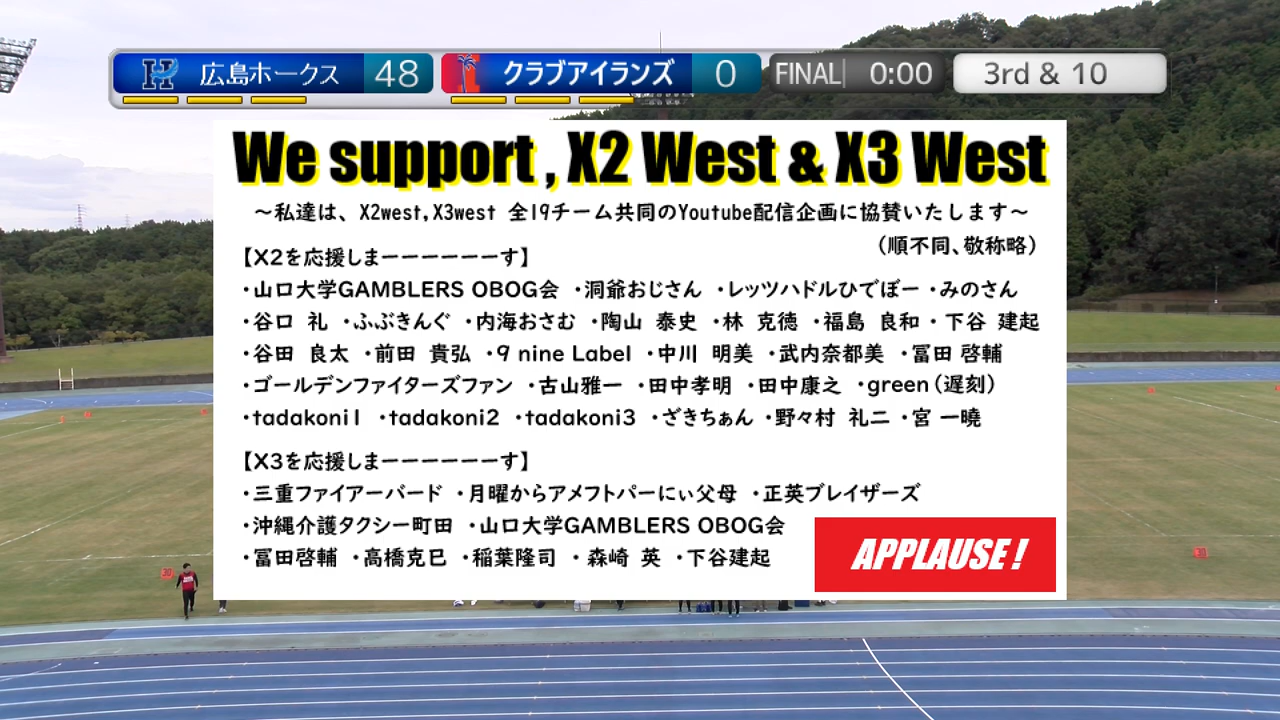 広島ホークス 48 クラブアイランズ 0 FINAL 0:00 3rd & 10
We support , X2 West & X3 West
～私達は、X2west,X3west 全19チーム共同のYoutube配信企画に協賛いたします～
（順不同、敬称略）
【X2を応援しまーーーーーーす】
・山口大学GAMBLERS OBOG会 ・洞爺おじさん ・レッツハドルひでぼー ・みのさん
・谷口 礼 ・ふぶきんぐ ・内海おさむ ・陶山 泰史 ・林 克徳 ・福島 良和 ・下谷 建起
・谷田 良太 ・前田 貴弘 ・9 nine Label ・中川 明美 ・武内奈都美 ・冨田 啓輔
・ゴールデンファイターズファン ・古山雅一 ・田中孝明 ・田中康之 ・green（遅刻）
・tadakoni1 ・tadakoni2 ・tadakoni3 ・ざきちぁん ・野々村 礼二 ・宮 一曉
【X3を応援しまーーーーーーす】
・三重ファイアーバード ・月曜からアメフトバーにぃ父母 ・正英ブレイザーズ
・沖縄介護タクシー町田 ・山口大学GAMBLERS OBOG会
・冨田啓輔 ・高橋克巳 ・稲葉隆司 ・森崎 英 ・下谷建起
APPLAUSE !
30